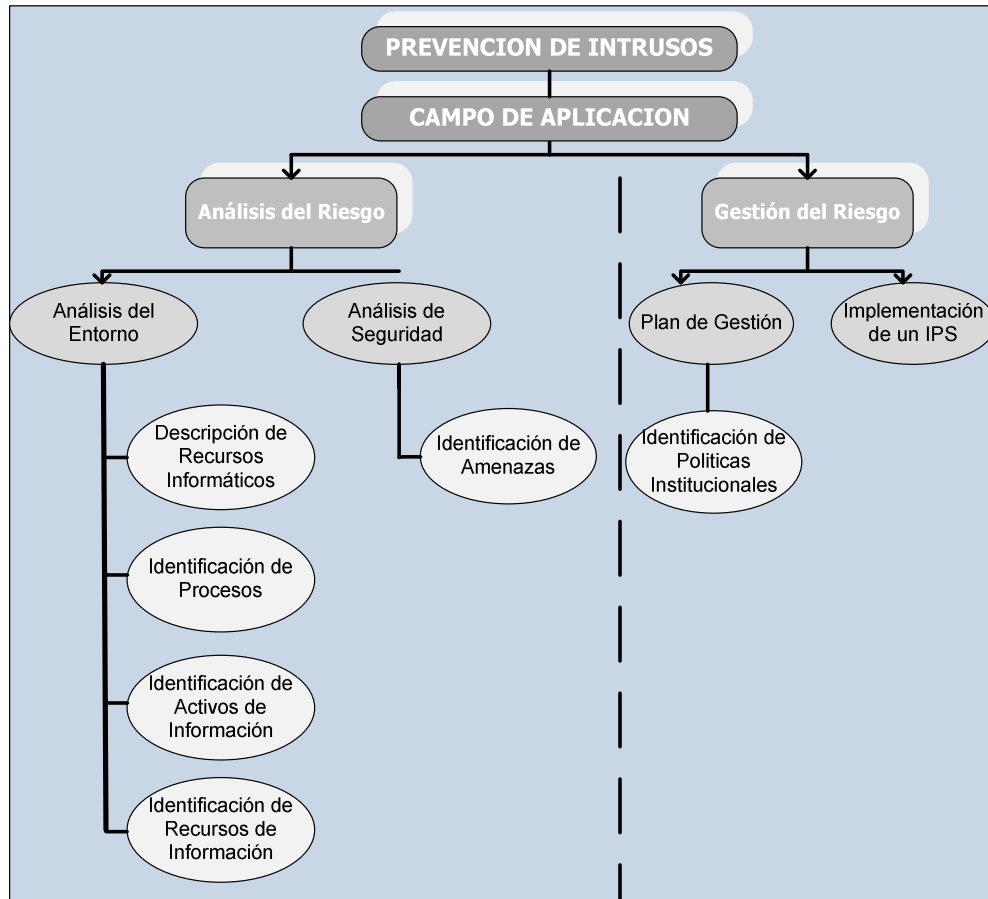 PREVENCION DE INTRUSOS
CAMPO DE APLICACION
Análisis del Riesgo
Gestión del Riesgo
Análisis del
Entorno
Análisis de
Seguridad
Plan de Gestión
Implementación
de un IPS
Descripción de
Recursos
Informáticos
Identificación de
Amenazas
Identificación de
Politicas
Institucionales
Identificación de
Procesos
Identificación de
Activos de
Información
Identificación de
Recursos de
Información